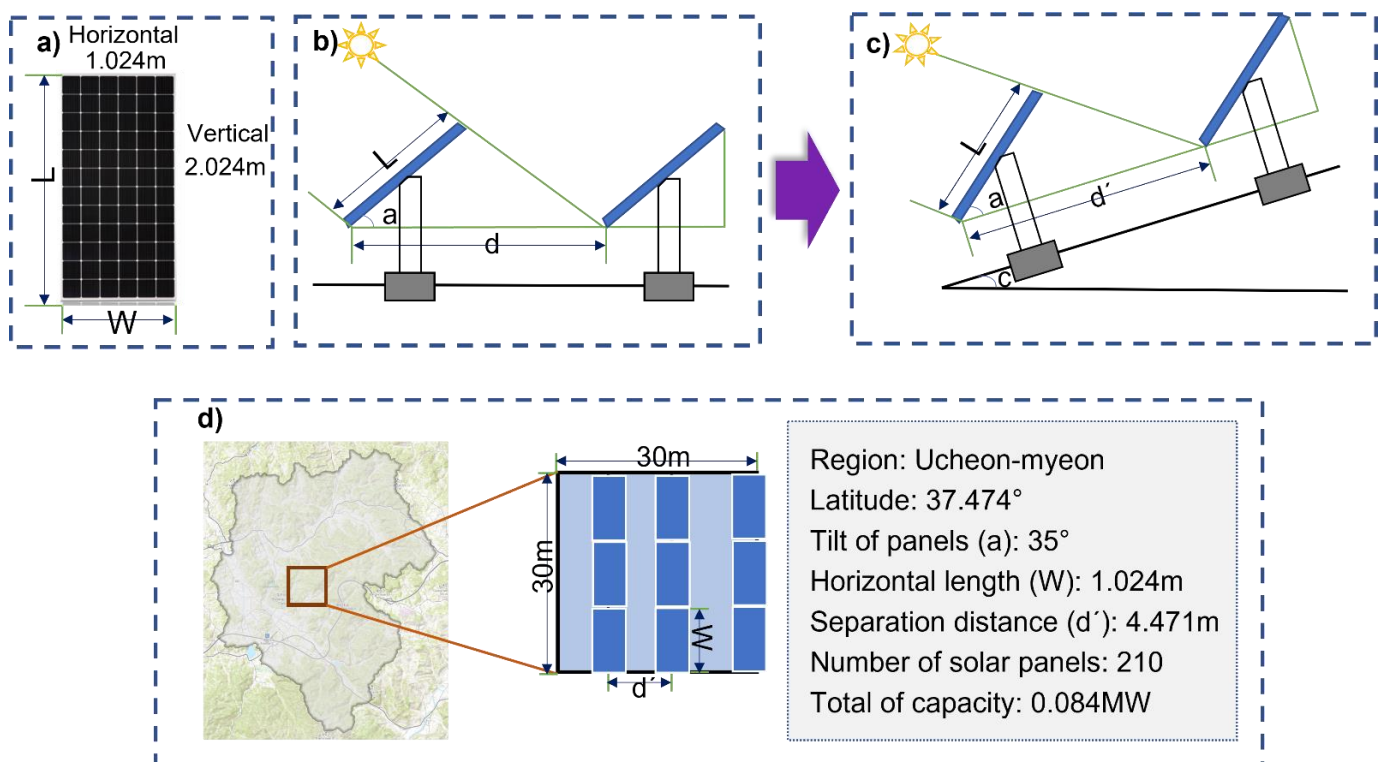 a)
Horizontal
1.024m
Vertical
2.024m
L
W
b)
L
a
d
c)
L
a
d´
c
d)
30m
30m
W
d´
Region: Ucheon-myeon
Latitude: 37.474°
Tilt of panels (a): 35°
Horizontal length (W): 1.024m
Separation distance (d´): 4.471m
Number of solar panels: 210
Total of capacity: 0.084MW